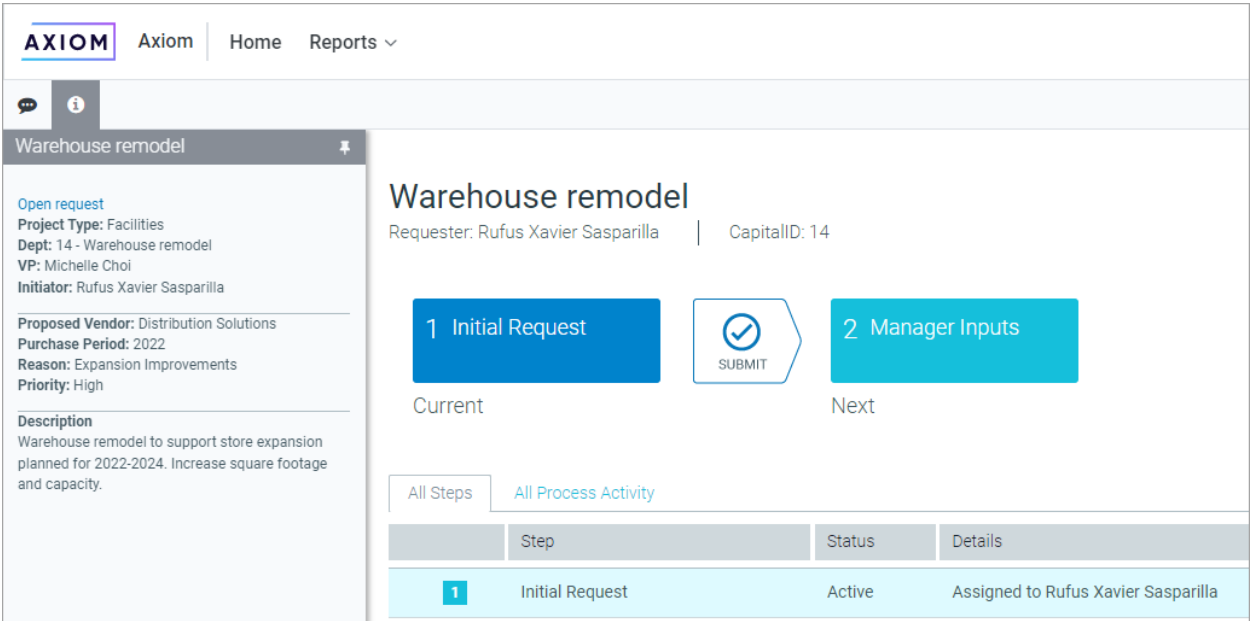 AXIOM Axiom Home Reports
Warehouse remodel
Open request
Project Type: Facilities
Dept: 14 - Warehouse remodel
VP: Michelle Choi
Initiator: Rufus Xavier Sasparilla
Proposed Vendor: Distribution Solutions
Purchase Period: 2022
Reason: Expansion Improvements
Priority: High
Description
Warehouse remodel to support store expansion
planned for 2022-2024. Increase square footage
and capacity.
Warehouse remodel
Requester: Rufus Xavier Sasparilla | CapitalID: 14
1 Initial Request
SUBMIT
2 Manager Inputs
Current
Next
All Steps All Process Activity
Step Status Details
1 Initial Request Active Assigned to Rufus Xavier Sasparilla